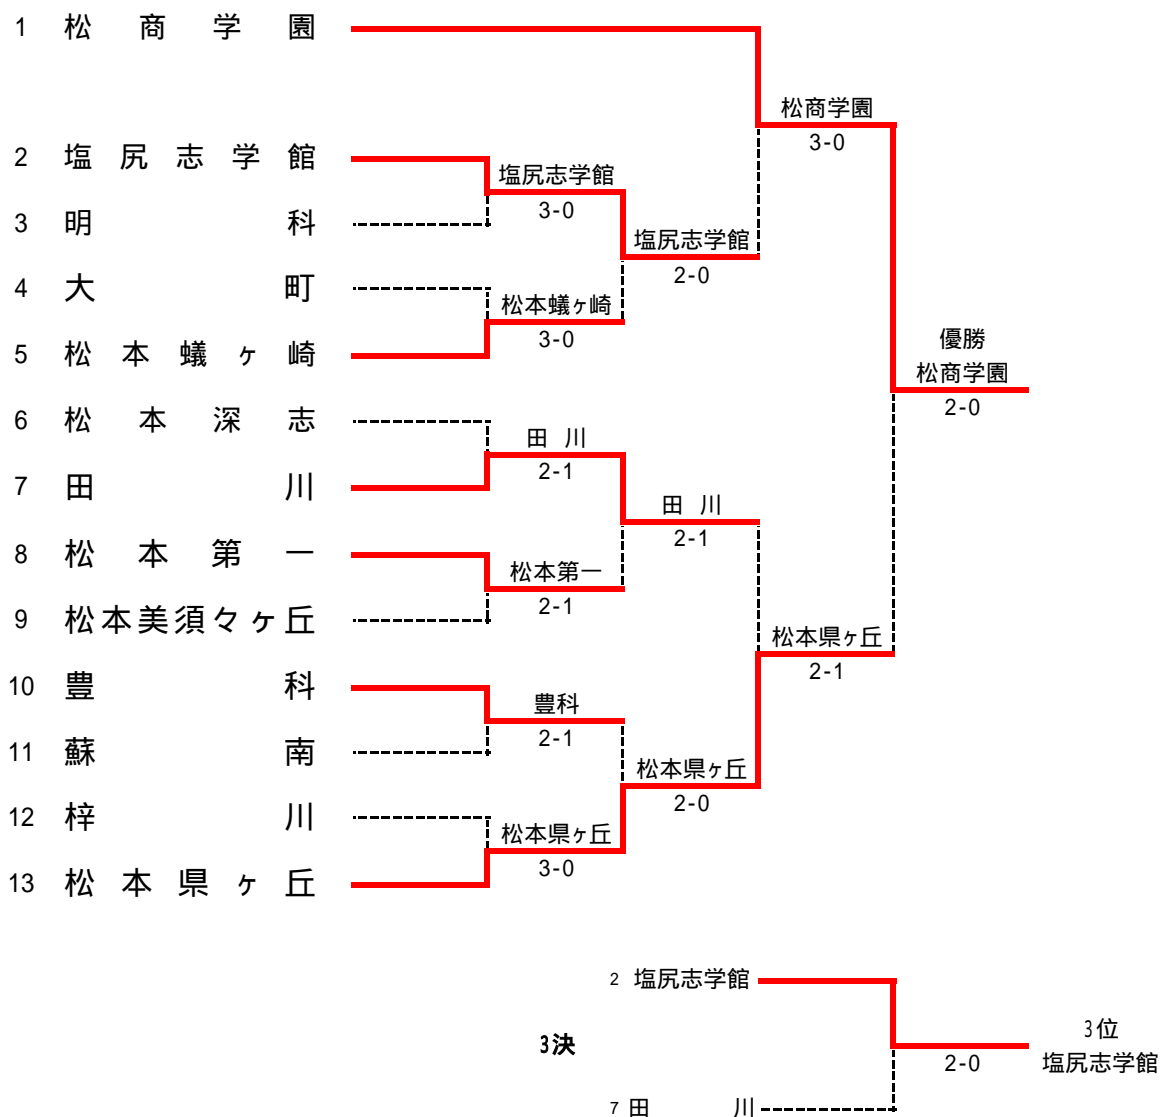 1 松商学園
松商学園
3-0
2 塩尻志学館
塩尻志学館
3-0
3 明科
塩尻志学館
2-0
4 大町
松本蟻ヶ崎
3-0
5 松本蟻ヶ崎
優勝
松商学園
2-0
6 松本深志
田川
2-1
7 田川
田川
2-1
8 松本第一
松本第一
2-1
9 松本美須々ヶ丘
松本県ヶ丘
2-1
10 豊科
豊科
2-1
11 蘇南
松本県ヶ丘
2-0
12 梓川
松本県ヶ丘
3-0
13 松本県ヶ丘
2 塩尻志学館
3決
3位
2-0
塩尻志学館
7 田川